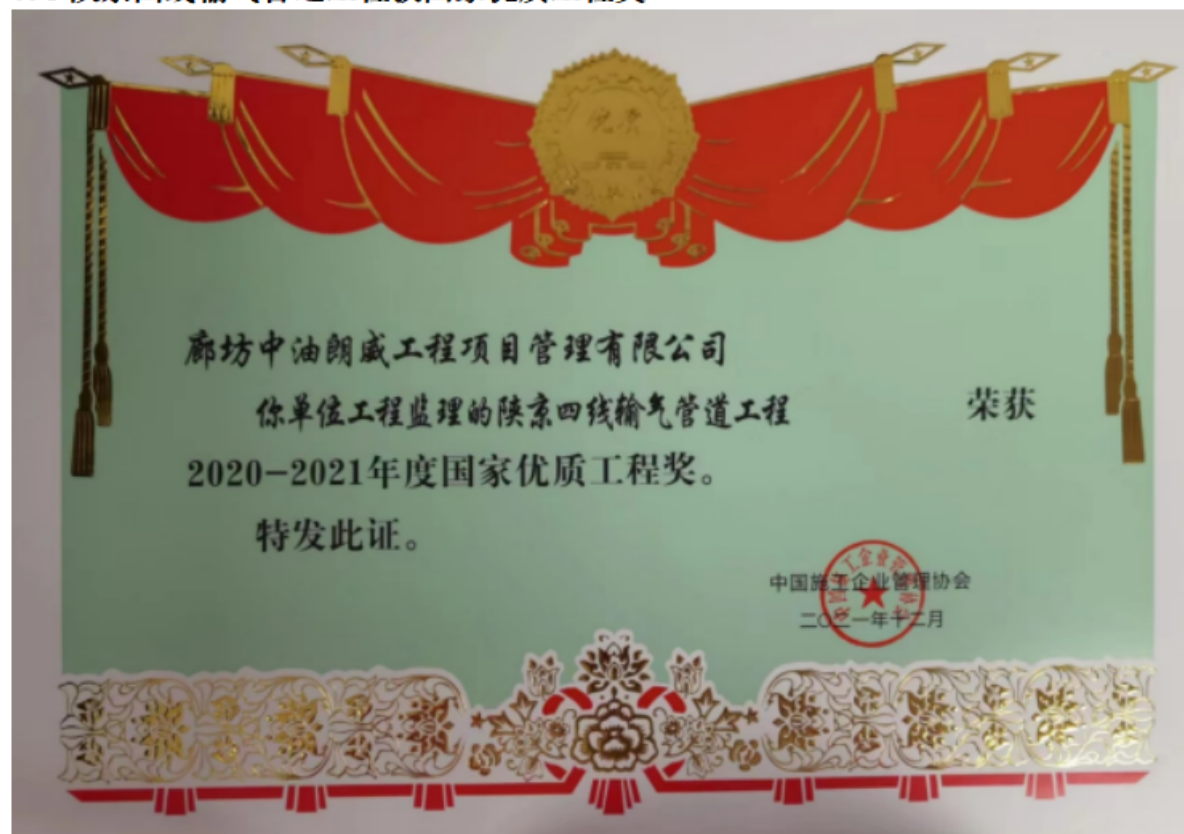 廊坊中油朗威工程项目管理有限公司
你单位工程监理的陕京四线输气管道工程 荣获
2020-2021年度国家优质工程奖。
特发此证。
中国施工企业管理协会
二〇二一年十二月